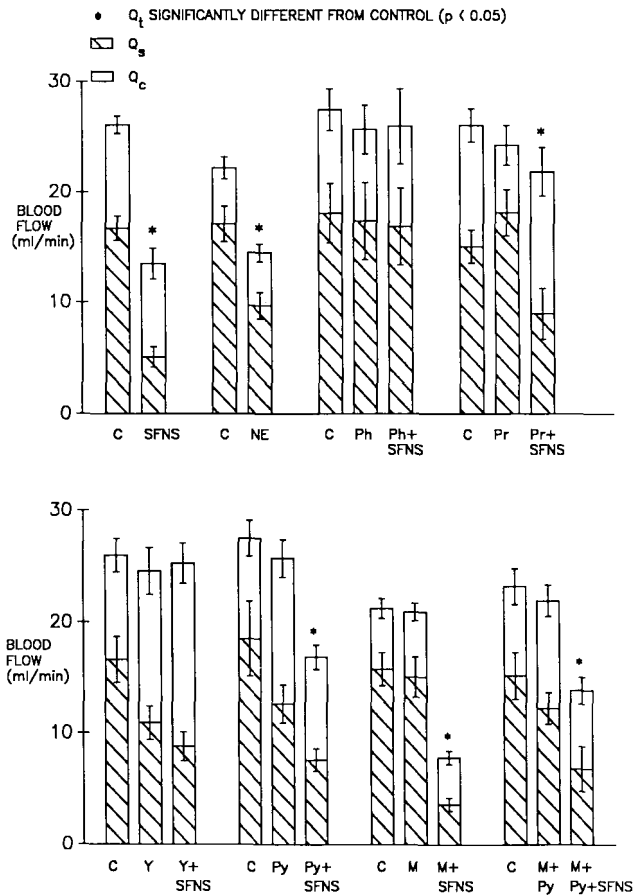 * Qt SIGNIFICANTLY DIFFERENT FROM CONTROL (p < 0.05)
Qs
Qc
30
20
BLOOD
FLOW
(ml/min)
10
0
* * *
C SFNS C NE C Ph Ph+ C Pr Pr+
SFNS SFNS
30
20
BLOOD
FLOW
(ml/min)
10
0
* * *
C Y Y+ C Py Py+ C M M+ C M+ M+
SFNS SFNS SFNS Py Py+SFNS